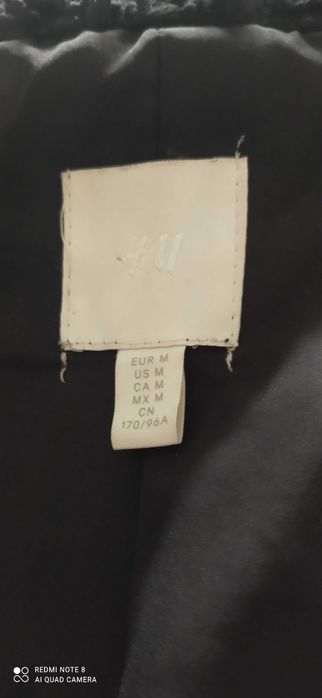 H&M
EUR M
US M
CA M
MX M
CN
170/96A
REDMI NOTE 8
AI QUAD CAMERA